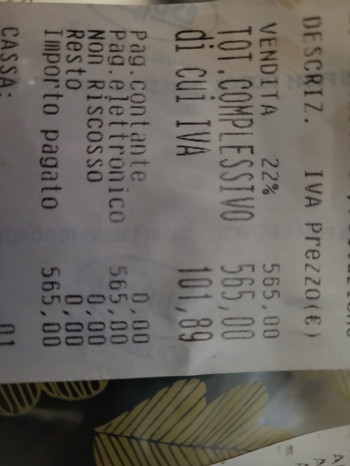 DESCRIZ. IVA Prezzo(€)
VENDITA 22% 565,00
TOT.COMPLESSIVO 565,00
di cui IVA 101,89
Pag.contante 0,00
Pag.elettronico 565,00
Non Riscosso 0,00
Resto 0,00
Importo pagato 565,00
CASSA: 01